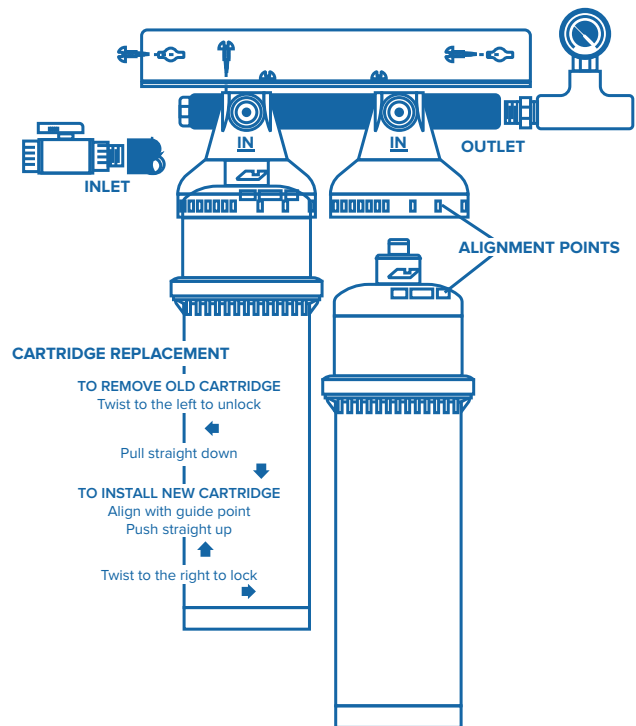 IN
IN
OUTLET
INLET
ALIGNMENT POINTS
CARTRIDGE REPLACEMENT
TO REMOVE OLD CARTRIDGE
Twist to the left to unlock
Pull straight down
TO INSTALL NEW CARTRIDGE
Align with guide point
Push straight up
Twist to the right to lock